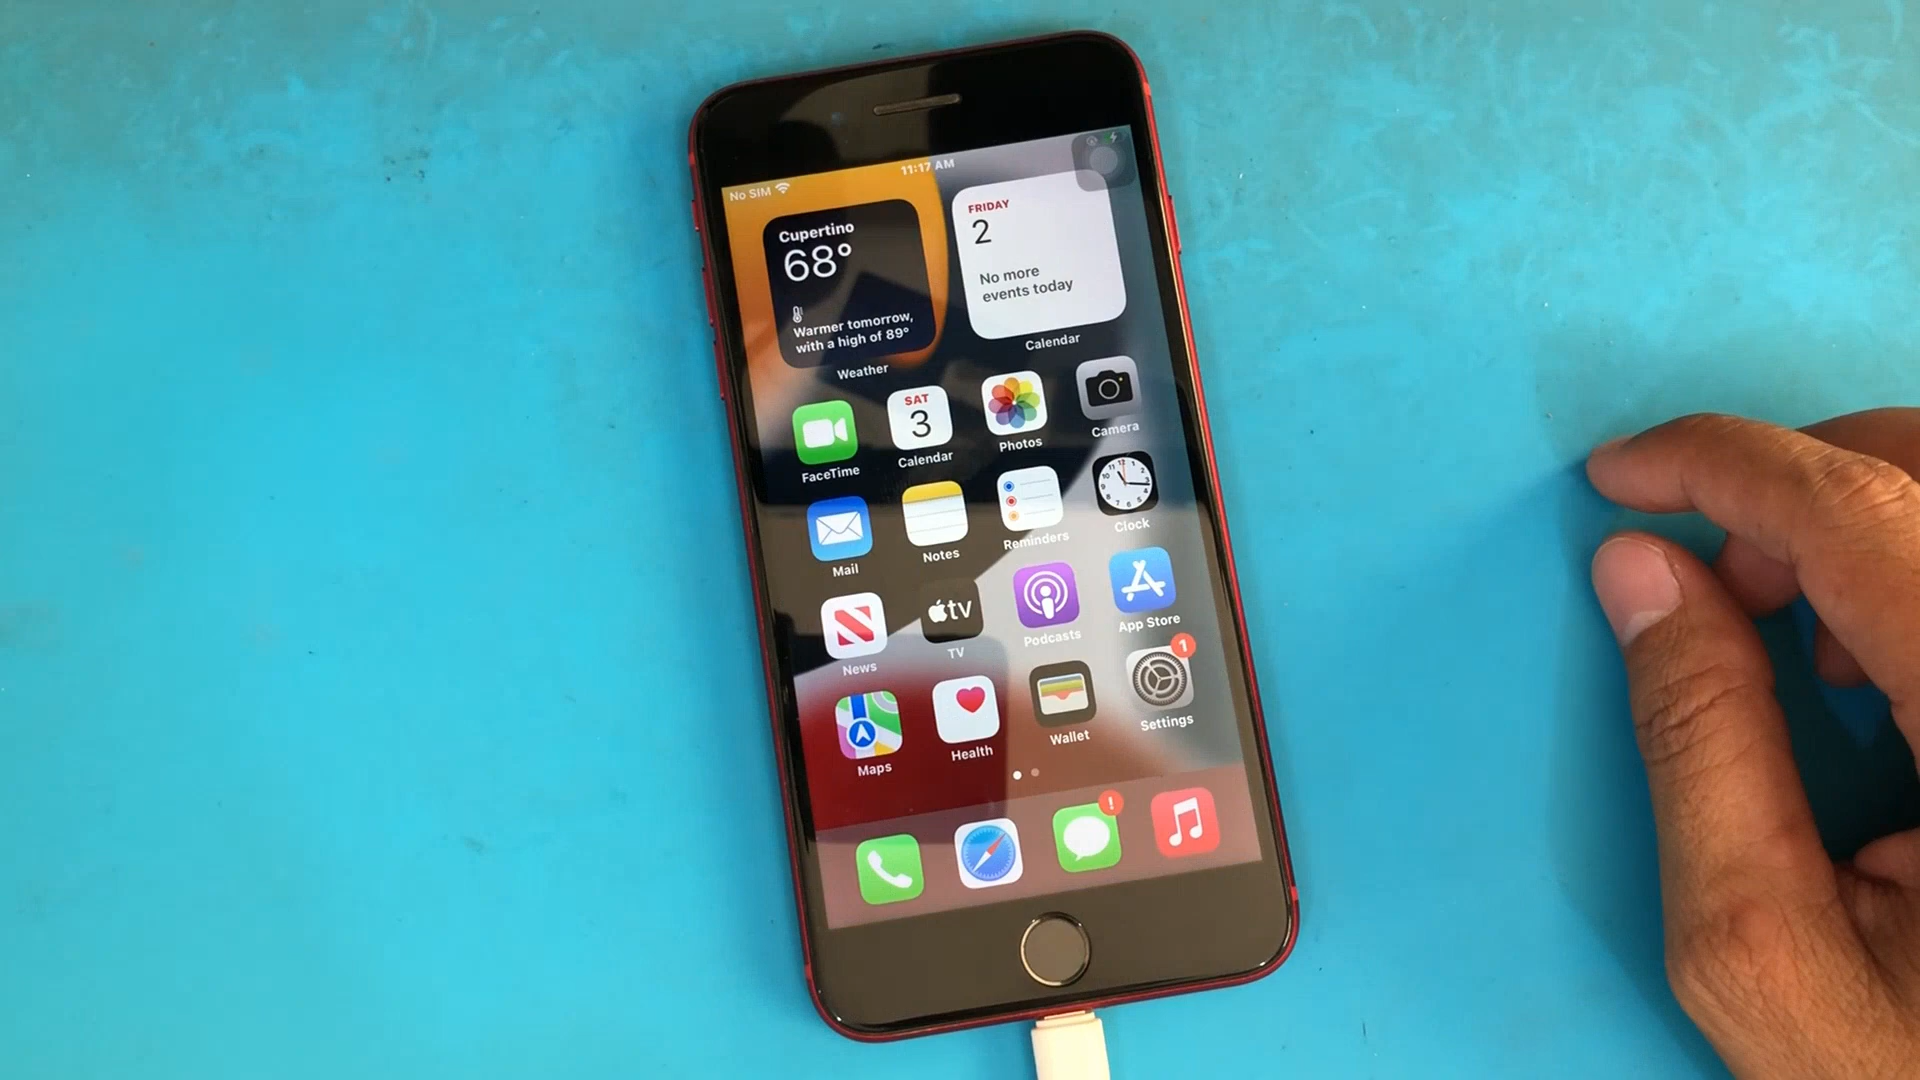 No SIM
11:17 AM
Cupertino
68°
Warmer tomorrow,
with a high of 89°
Weather
FRIDAY
2
No more
events today
Calendar
FaceTime
SAT
3
Calendar
Photos
Camera
Mail
Notes
Reminders
Clock
News
tv
TV
Podcasts
App Store
Maps
Health
Wallet
1
Settings
!